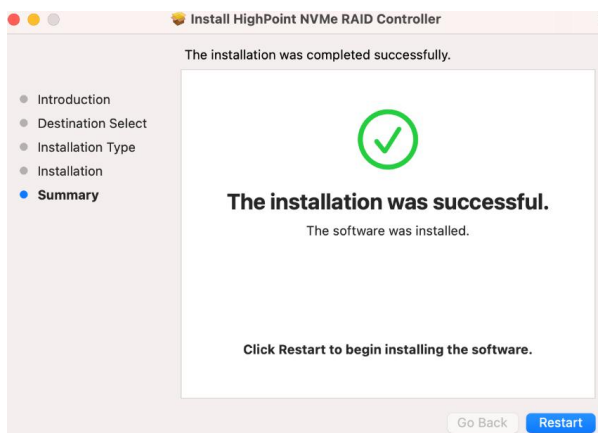 Install HighPoint NVMe RAID Controller
The installation was completed successfully.
Introduction
Destination Select
Installation Type
Installation
Summary
The installation was successful.
The software was installed.
Click Restart to begin installing the software.
Go Back
Restart